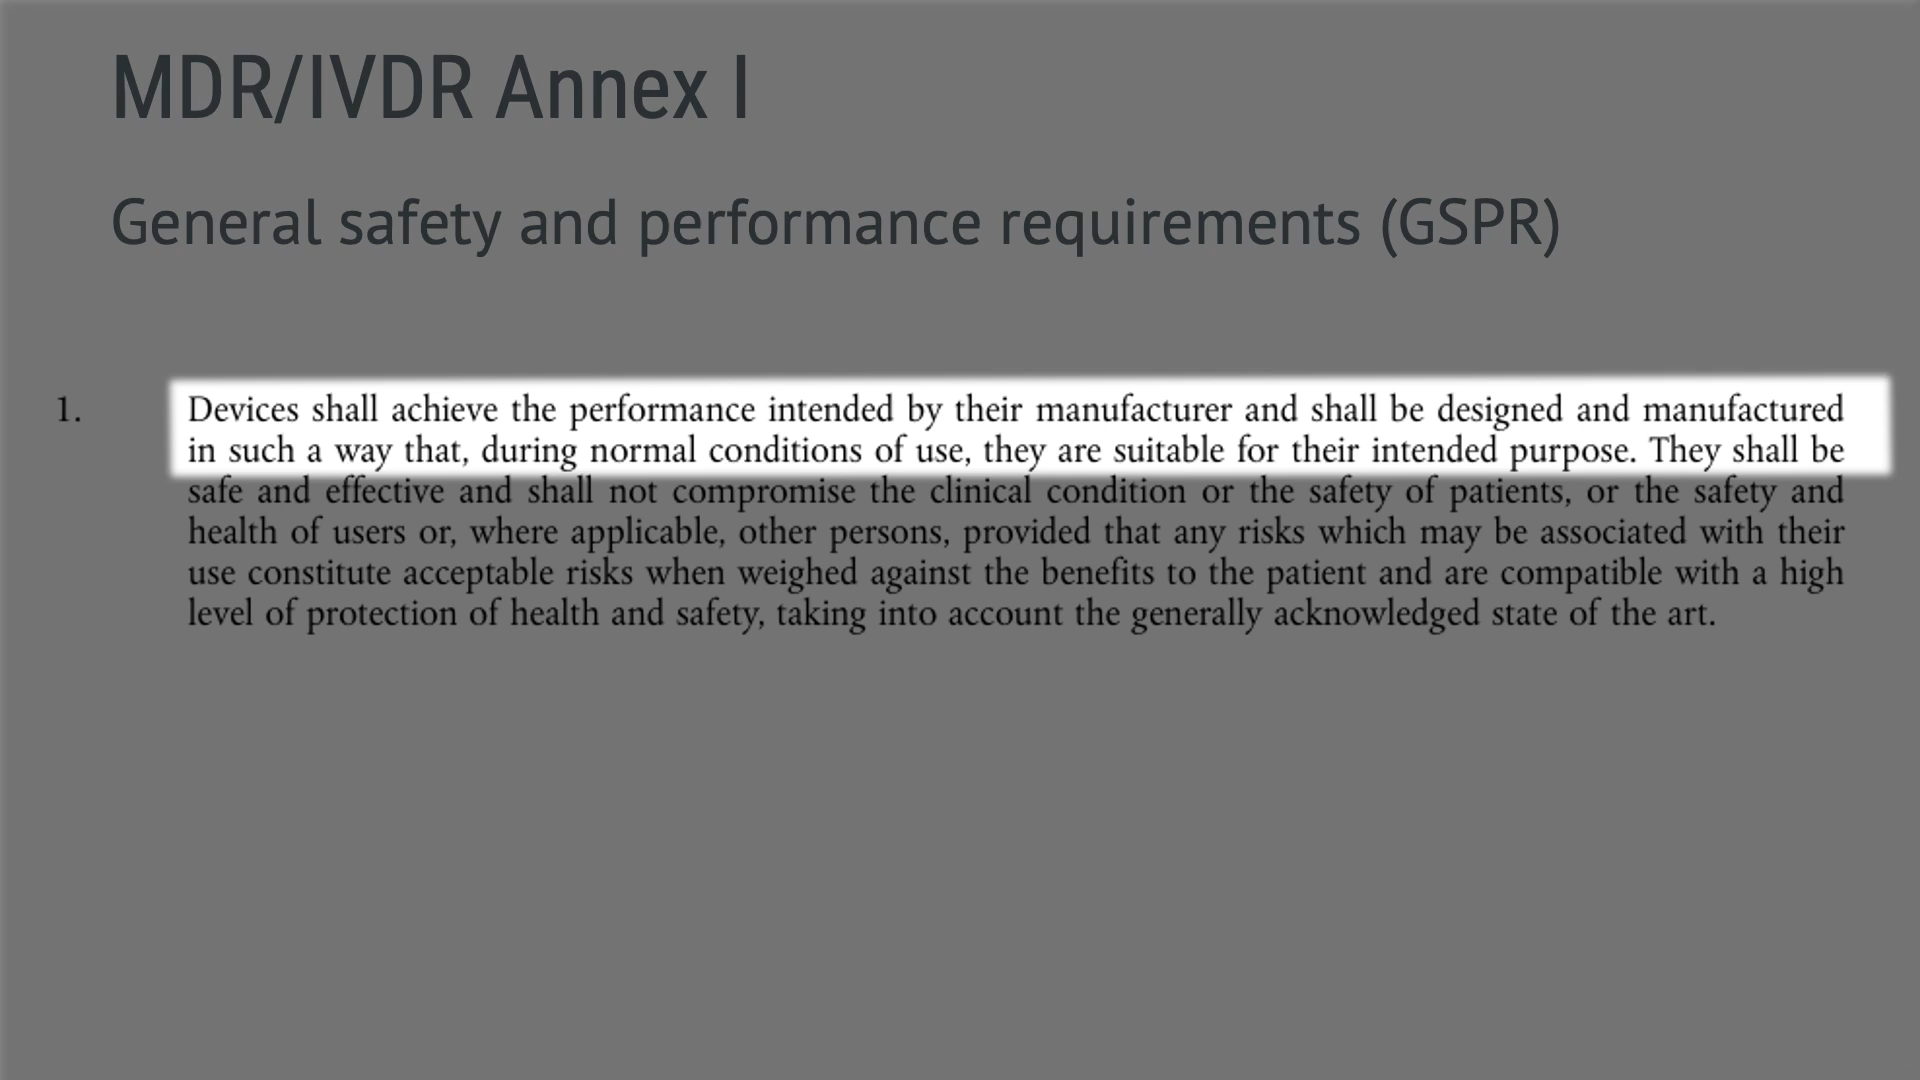 MDR/IVDR Annex I
General safety and performance requirements (GSPR)
1. Devices shall achieve the performance intended by their manufacturer and shall be designed and manufactured
in such a way that, during normal conditions of use, they are suitable for their intended purpose. They shall be
safe and effective and shall not compromise the clinical condition or the safety of patients, or the safety and
health of users or, where applicable, other persons, provided that any risks which may be associated with their
use constitute acceptable risks when weighed against the benefits to the patient and are compatible with a high
level of protection of health and safety, taking into account the generally acknowledged state of the art.